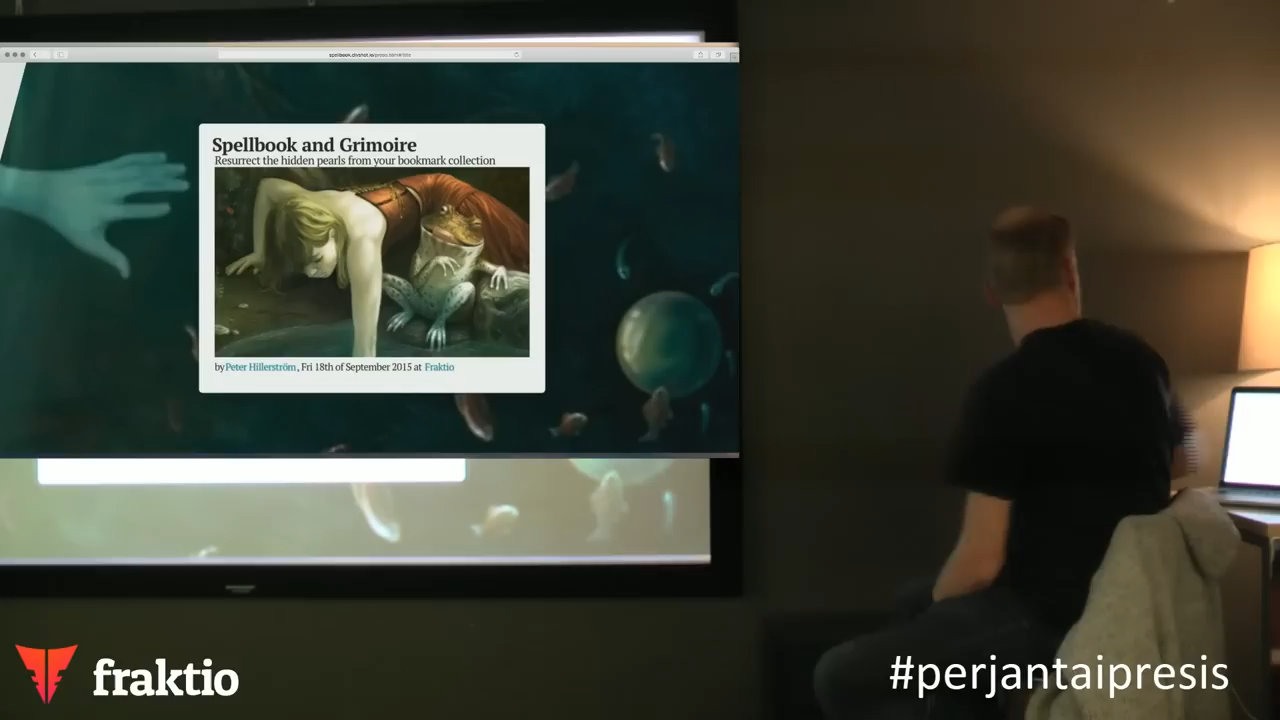 Spellbook and Grimoire
Resurrect the hidden pearls from your bookmark collection
by Peter Hillerström, Fri 18th of September 2015 at Fraktio
fraktio
#perjantaipresis